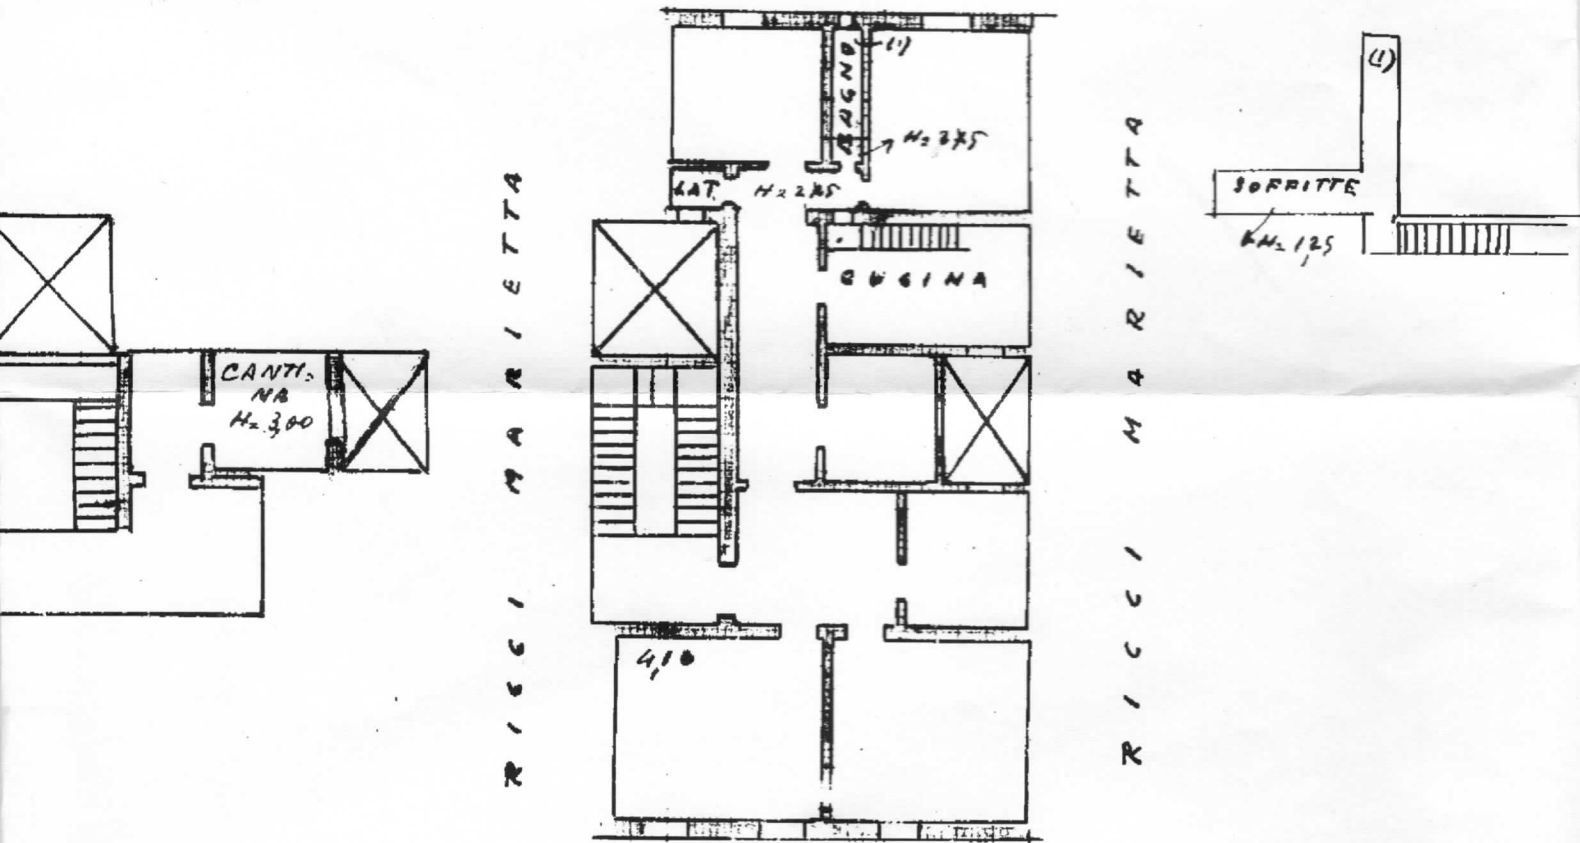 CANTI-
NA
H= 3,00
RICCI MARIETTA
BAGNO
(1)
H= 2,75
LAT.
H= 2,75
CUCINA
4,10
RICCI MARIETTA
(1)
SOFFITTE
H= 1,25